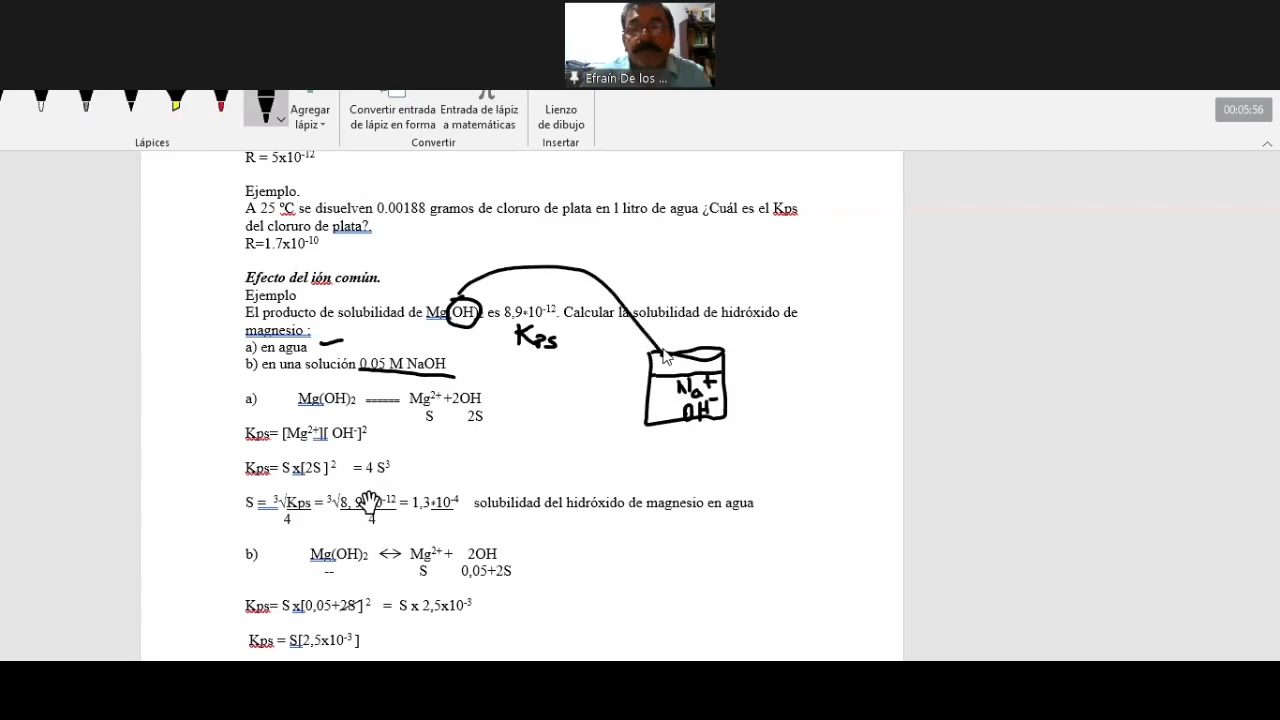 Efraín De los ...
00:05:56
Agregar lápiz
Convertir entrada de lápiz en forma
Entrada de lápiz a matemáticas
Lienzo de dibujo
Lápices
Convertir
Insertar
R = 5x10⁻¹²
Ejemplo.
A 25 ºC se disuelven 0.00188 gramos de cloruro de plata en 1 litro de agua ¿Cuál es el Kps
del cloruro de plata?.
R=1.7x10⁻¹⁰
Efecto del ión común.
Ejemplo
El producto de solubilidad de Mg(OH)₂ es 8,9*10⁻¹². Calcular la solubilidad de hidróxido de
magnesio :
Kps
a) en agua
b) en una solución 0.05 M NaOH
Na⁺
OH⁻
a) Mg(OH)₂ ====== Mg²⁺ +2OH
S 2S
Kps= [Mg²⁺][ OH⁻]²
Kps= S x[2S ]² = 4 S³
S = ³√Kps = ³√8, 9 0⁻¹² = 1,3*10⁻⁴ solubilidad del hidróxido de magnesio en agua
4 4
b) Mg(OH)₂ <-> Mg²⁺ + 2OH
-- S 0,05+2S
Kps= S x[0,05+2S ]² = S x 2,5x10⁻³
Kps = S[2,5x10⁻³ ]